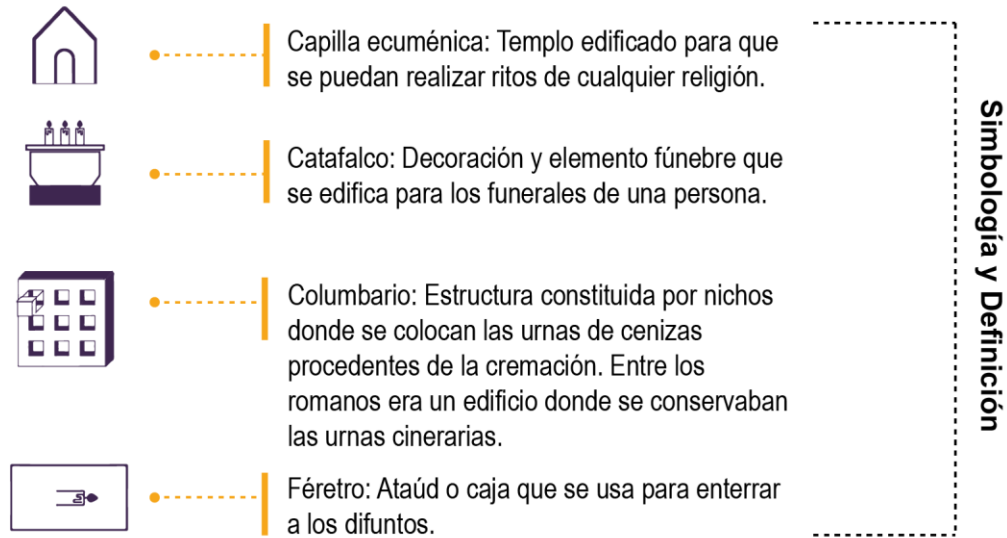 Capilla ecuménica: Templo edificado para que
se puedan realizar ritos de cualquier religión.
Catafalco: Decoración y elemento fúnebre que
se edifica para los funerales de una persona.
Columbario: Estructura constituida por nichos
donde se colocan las urnas de cenizas
procedentes de la cremación. Entre los
romanos era un edificio donde se conservaban
las urnas cinerarias.
Féretro: Ataúd o caja que se usa para enterrar
a los difuntos.
Simbología y Definición